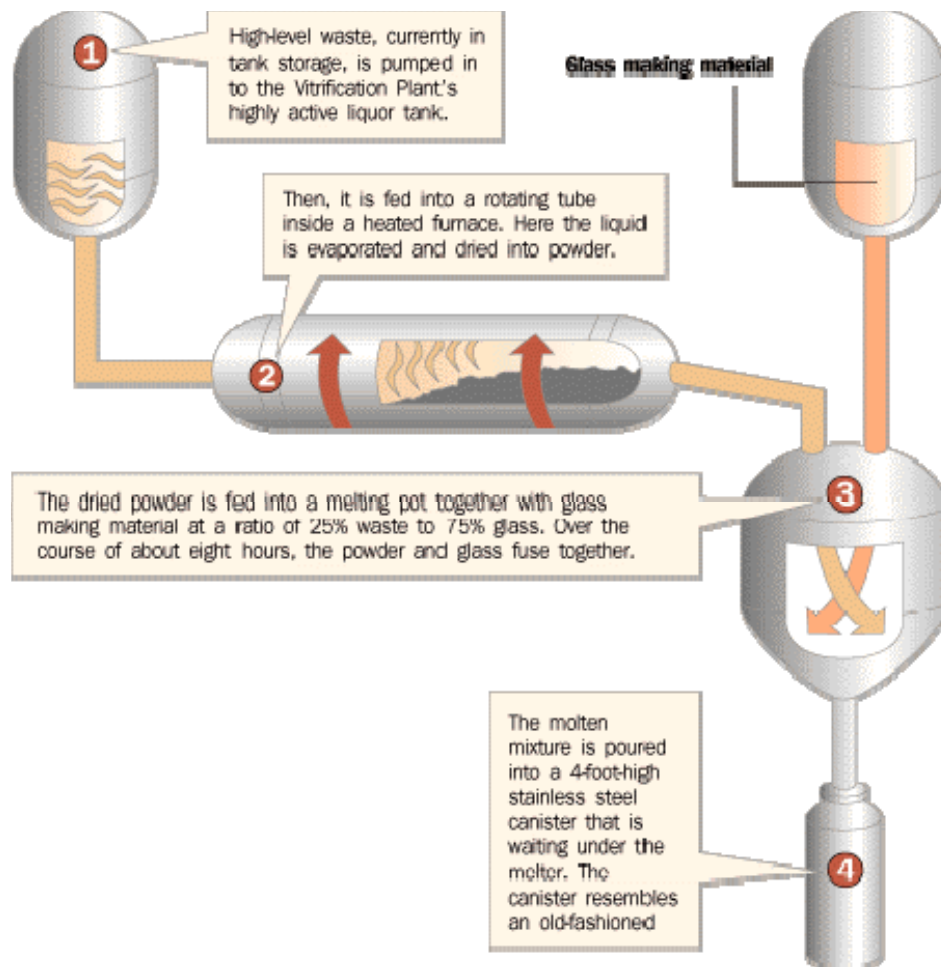 1
High-level waste, currently in
tank storage, is pumped in
to the Vitrification Plant's
highly active liquor tank.
Glass making material
Then, it is fed into a rotating tube
inside a heated furnace. Here the liquid
is evaporated and dried into powder.
2
The dried powder is fed into a melting pot together with glass
making material at a ratio of 25% waste to 75% glass. Over the
course of about eight hours, the powder and glass fuse together.
3
The molten
mixture is poured
into a 4-foot-high
stainless steel
canister that is
waiting under the
melter. The
canister resembles
an old-fashioned
4